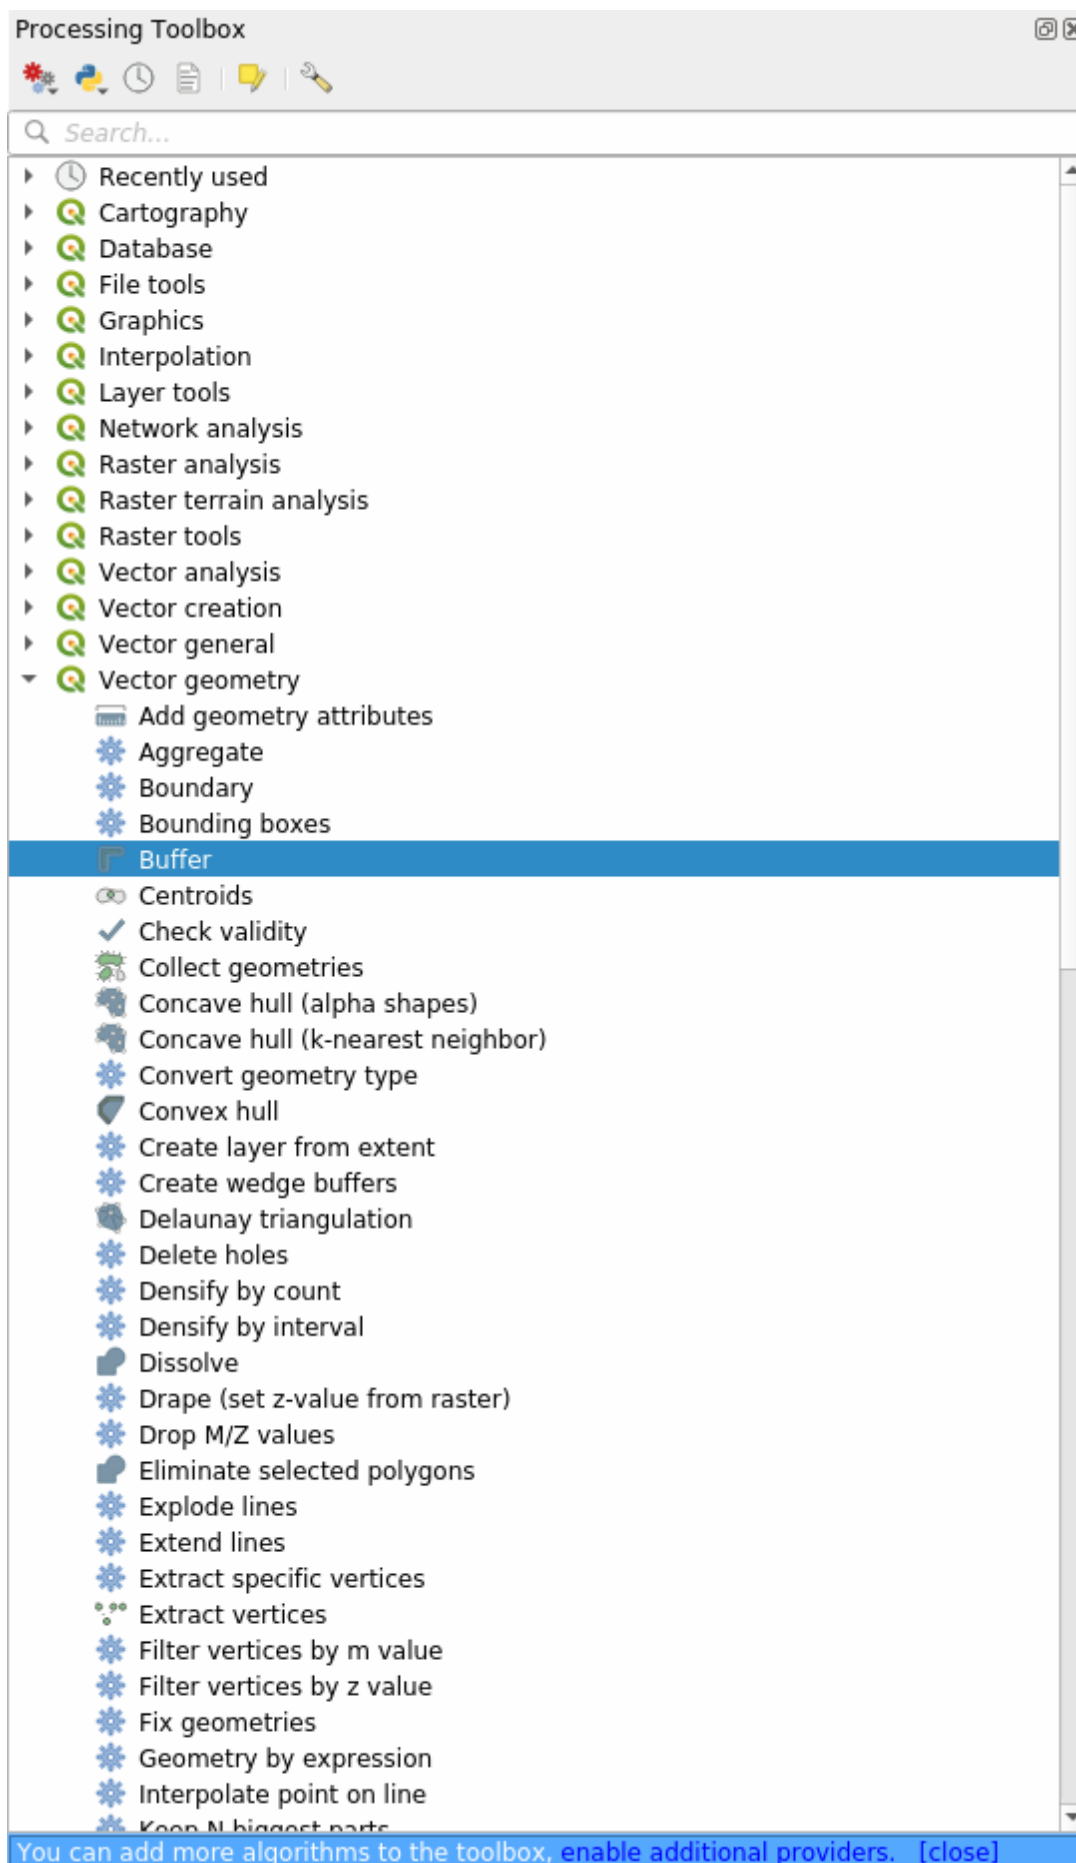 Processing Toolbox
Search...
Recently used
Cartography
Database
File tools
Graphics
Interpolation
Layer tools
Network analysis
Raster analysis
Raster terrain analysis
Raster tools
Vector analysis
Vector creation
Vector general
Vector geometry
Add geometry attributes
Aggregate
Boundary
Bounding boxes
Buffer
Centroids
Check validity
Collect geometries
Concave hull (alpha shapes)
Concave hull (k-nearest neighbor)
Convert geometry type
Convex hull
Create layer from extent
Create wedge buffers
Delaunay triangulation
Delete holes
Densify by count
Densify by interval
Dissolve
Drape (set z-value from raster)
Drop M/Z values
Eliminate selected polygons
Explode lines
Extend lines
Extract specific vertices
Extract vertices
Filter vertices by m value
Filter vertices by z value
Fix geometries
Geometry by expression
Interpolate point on line
Keep N biggest parts
You can add more algorithms to the toolbox, enable additional providers. [close]